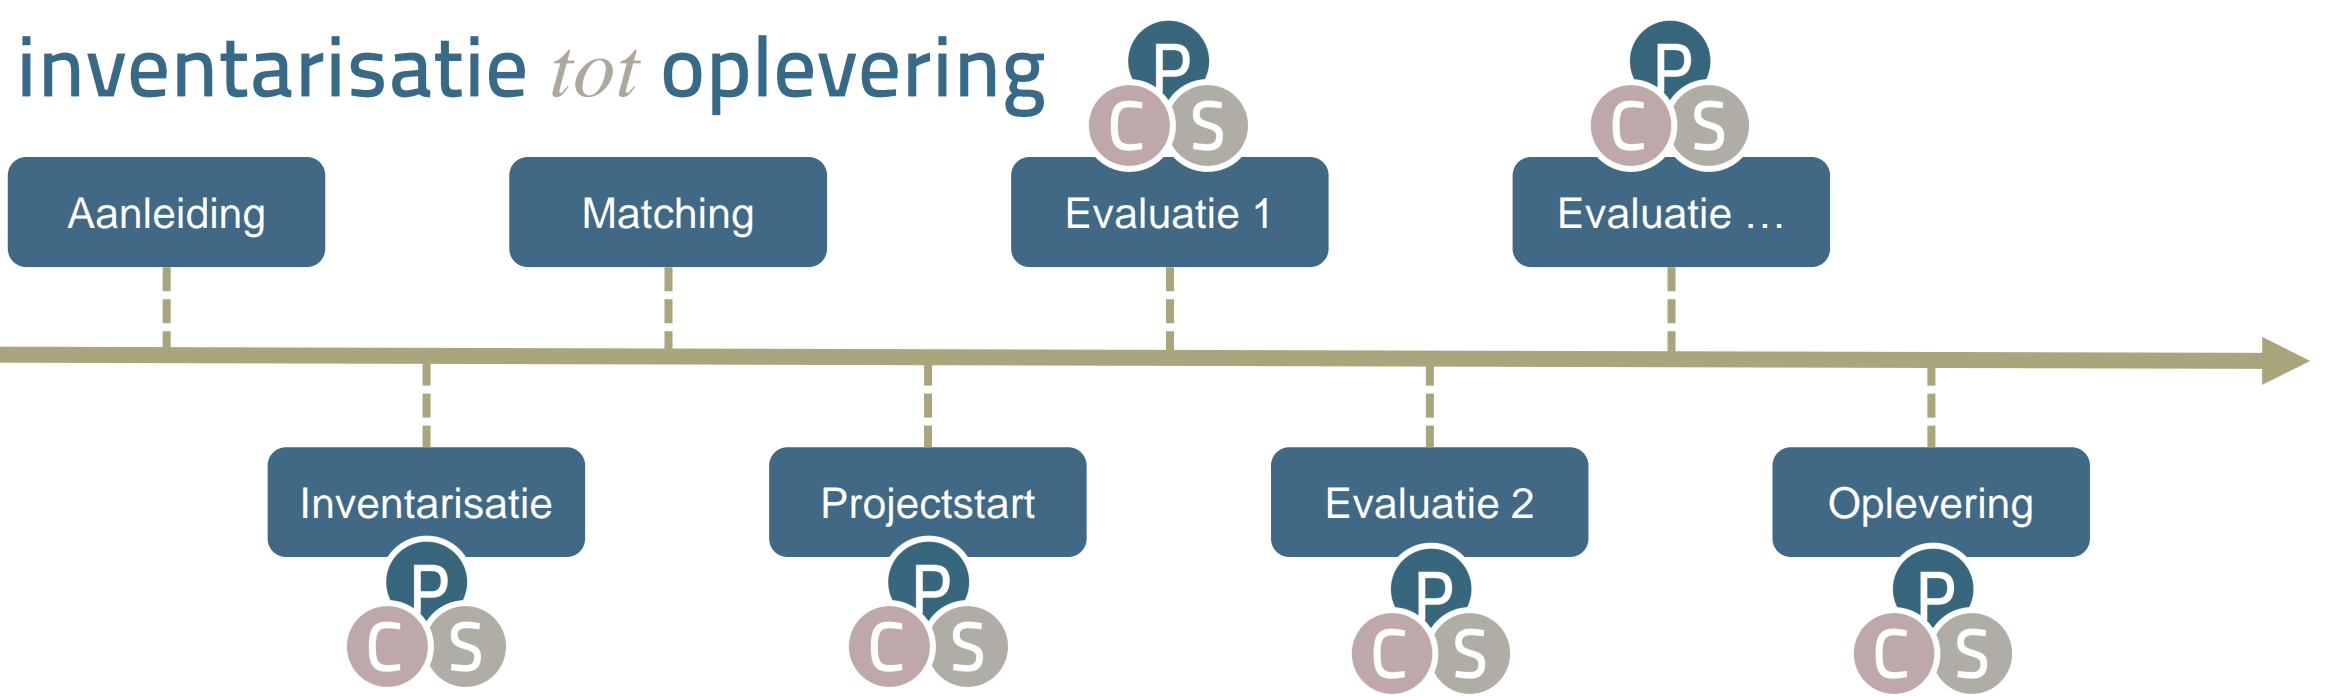 inventarisatie tot oplevering
P
C S
P
C S
Aanleiding
Matching
Evaluatie 1
Evaluatie …
Inventarisatie
Projectstart
Evaluatie 2
Oplevering
P
C S
P
C S
P
C S
P
C S